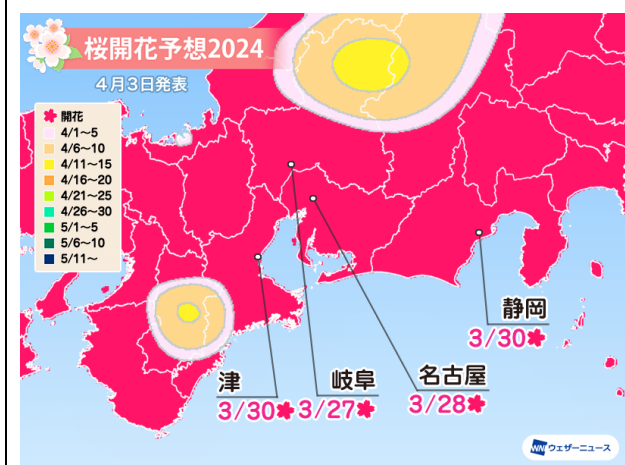 桜開花予想2024
4月3日発表
開花
4/1~5
4/6~10
4/11~15
4/16~20
4/21~25
4/26~30
5/1~5
5/6~10
5/11~
静岡
3/30
名古屋
3/28
岐阜
3/27
津
3/30
WNI ウェザーニュース